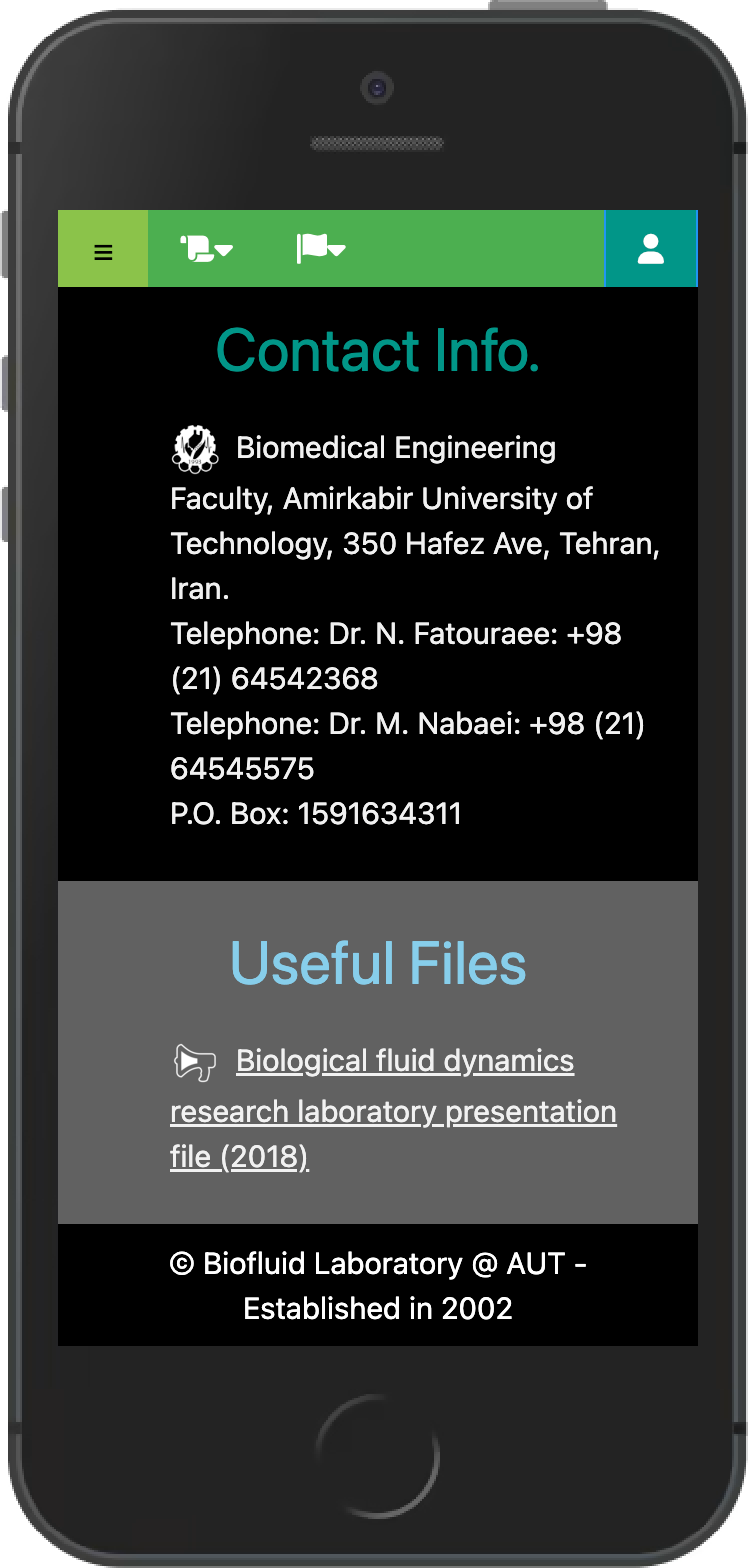 Contact Info.
Biomedical Engineering
Faculty, Amirkabir University of
Technology, 350 Hafez Ave, Tehran,
Iran.
Telephone: Dr. N. Fatouraee: +98
(21) 64542368
Telephone: Dr. M. Nabaei: +98 (21)
64545575
P.O. Box: 1591634311
Useful Files
Biological fluid dynamics
research laboratory presentation
file (2018)
© Biofluid Laboratory @ AUT -
Established in 2002